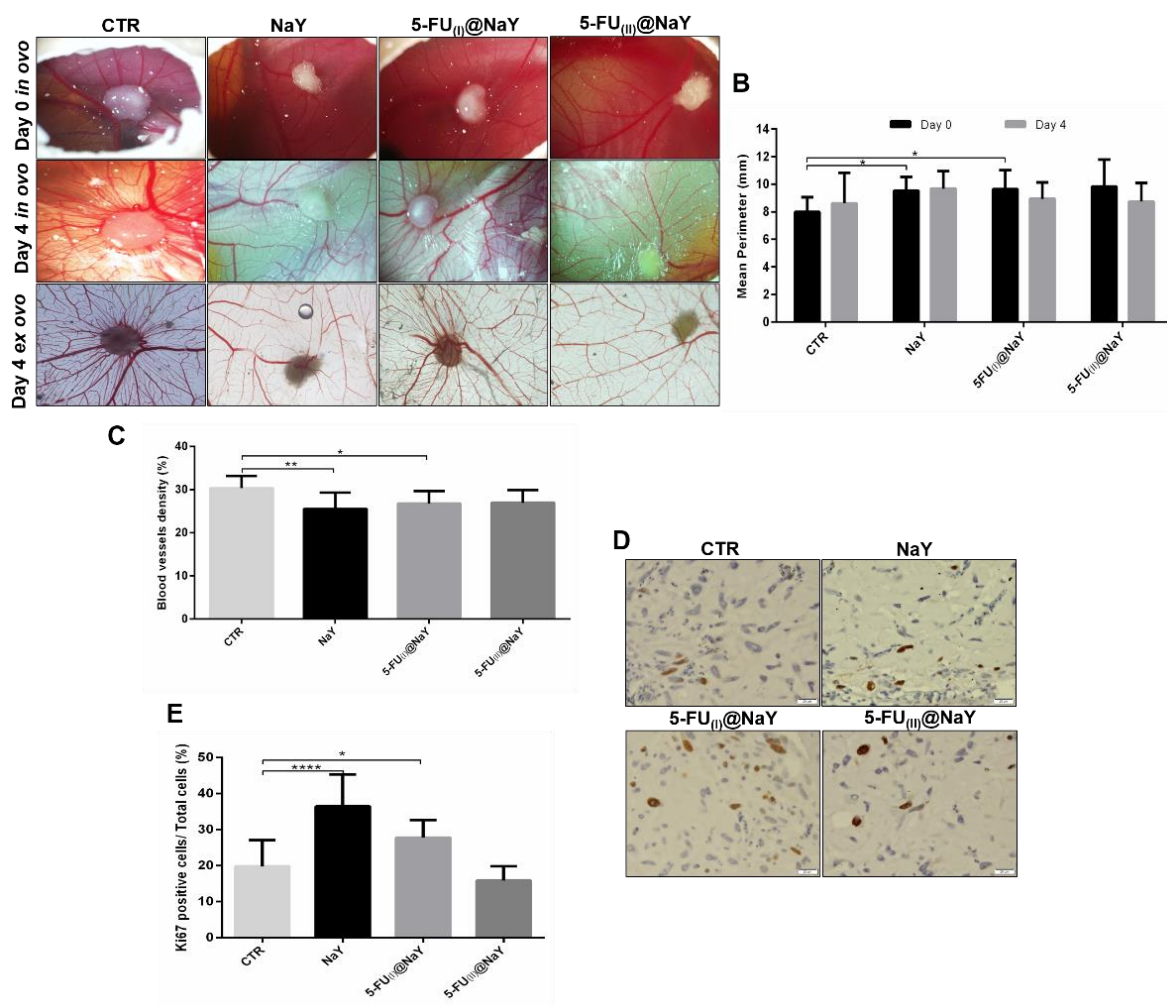 CTR NaY 5-FU(I)@NaY 5-FU(II)@NaY
Day 0 in ovo
Day 4 in ovo
Day 4 ex ovo
B
Day 0 Day 4
Mean Perimeter (mm)
14
12
10
8
6
4
2
0
* *
CTR NaY 5FU(I)@NaY 5-FU(II)@NaY
C
Blood vessels density (%)
40
30
20
10
0
*
**
CTR NaY 5-FU(I)@NaY 5-FU(II)@NaY
D
CTR NaY
5-FU(I)@NaY 5-FU(II)@NaY
E
Ki67 positive cells/ Total cells (%)
50
40
30
20
10
0
*
****
CTR NaY 5-FU(I)@NaY 5-FU(II)@NaY